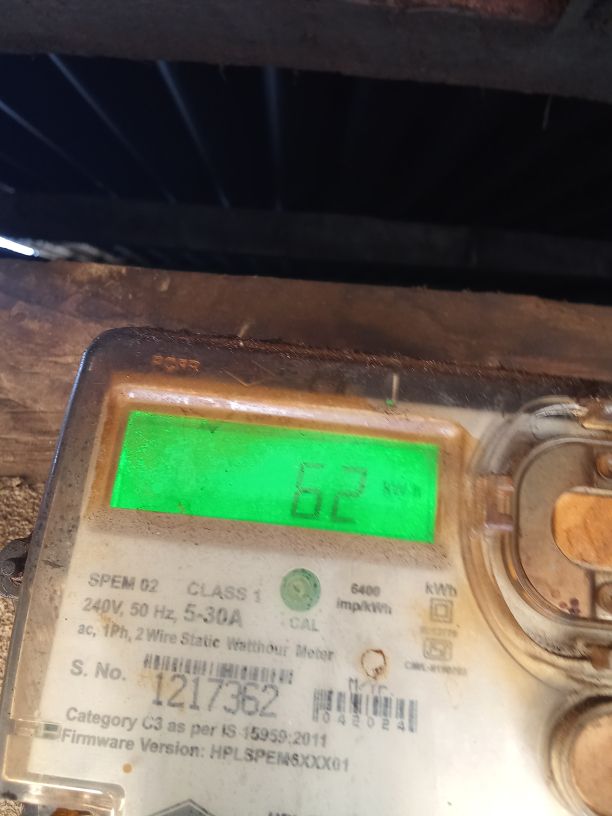 62 kWh
SPEM 02 CLASS 1
240V, 50 Hz, 5-30A
ac, 1Ph, 2 Wire Static Watthour Meter
CAL
6400
imp/kWh
kWh
S. No.
1217362
042024
Category C3 as per IS 15959:2011
Firmware Version: HPLSPEM6XXX01